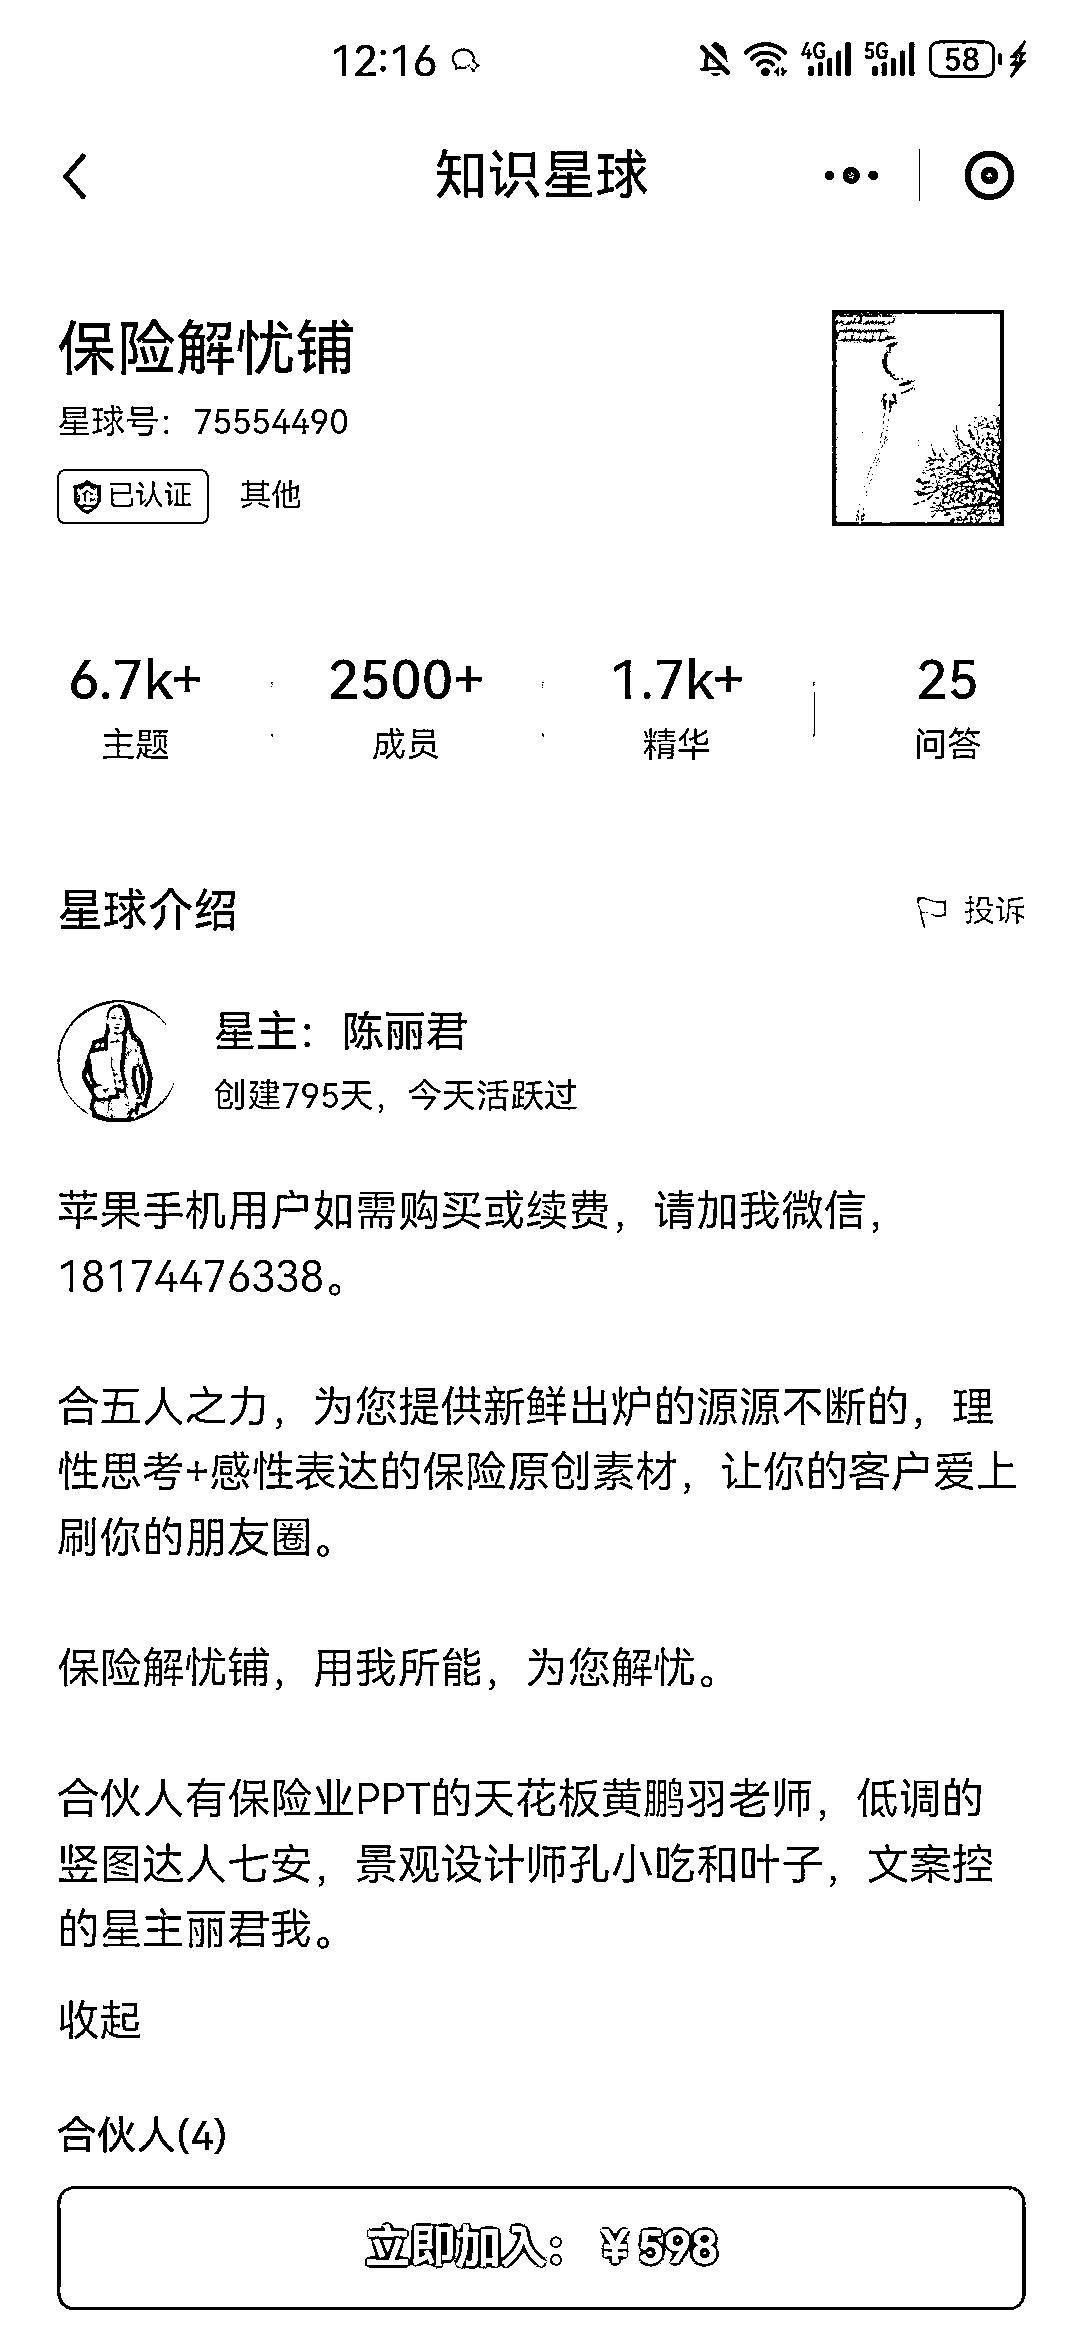 12:16 4G 5G 58
知识星球
保险解忧铺
星球号：75554490
已认证 其他
6.7k+ 2500+ 1.7k+ 25
主题 成员 精华 问答
星球介绍 投诉
星主：陈丽君
创建795天，今天活跃过
苹果手机用户如需购买或续费，请加我微信，
18174476338。
合五人之力，为您提供新鲜出炉的源源不断的，理
性思考+感性表达的保险原创素材，让你的客户爱上
刷你的朋友圈。
保险解忧铺，用我所能，为您解忧。
合伙人有保险业PPT的天花板黄鹏羽老师，低调的
竖图达人七安，景观设计师孔小吃和叶子，文案控
的星主丽君我。
收起
合伙人(4)
立即加入：￥598